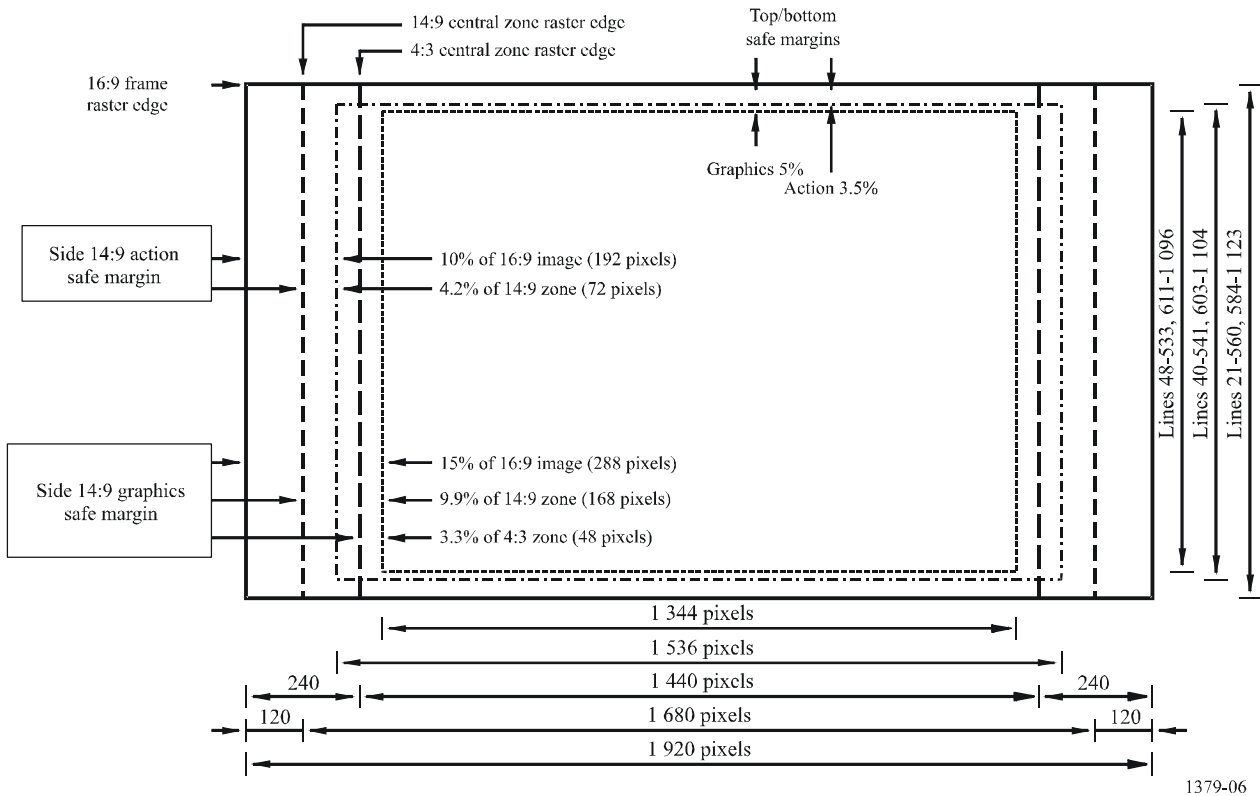 14:9 central zone raster edge
4:3 central zone raster edge
Top/bottom
safe margins
16:9 frame
raster edge
Graphics 5%
Action 3.5%
Side 14:9 action
safe margin
10% of 16:9 image (192 pixels)
4.2% of 14:9 zone (72 pixels)
Lines 48-533, 611-1 096
Lines 40-541, 603-1 104
Lines 21-560, 584-1 123
Side 14:9 graphics
safe margin
15% of 16:9 image (288 pixels)
9.9% of 14:9 zone (168 pixels)
3.3% of 4:3 zone (48 pixels)
1 344 pixels
1 536 pixels
240
1 440 pixels
240
120
1 680 pixels
120
1 920 pixels
1379-06